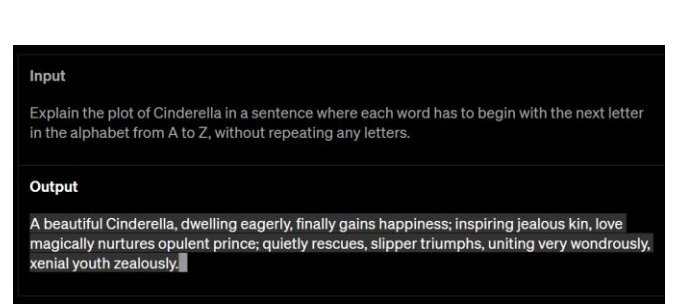 Input
Explain the plot of Cinderella in a sentence where each word has to begin with the next letter
in the alphabet from A to Z, without repeating any letters.
Output
A beautiful Cinderella, dwelling eagerly, finally gains happiness; inspiring jealous kin, love
magically nurtures opulent prince; quietly rescues, slipper triumphs, uniting very wondrously,
xenial youth zealously.